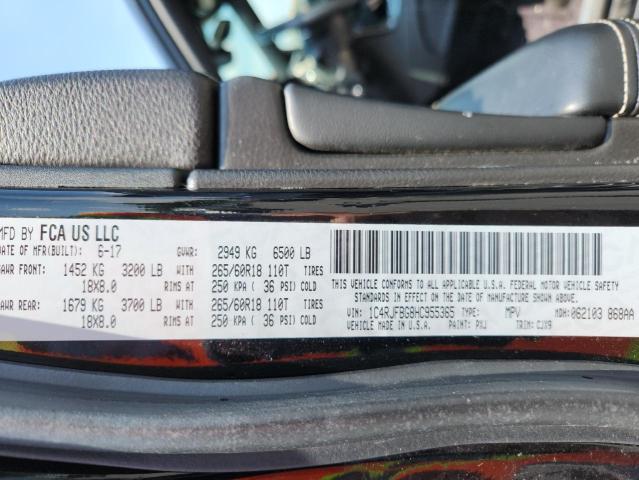 MFD BY FCA US LLC
DATE OF MFR(BUILT): 6-17 GVWR: 2949 KG 6500 LB
GAWR FRONT: 1452 KG 3200 LB WITH 265/60R18 110T TIRES
18X8.0 RIMS AT 250 KPA ( 36 PSI) COLD
GAWR REAR: 1679 KG 3700 LB WITH 265/60R18 110T TIRES
18X8.0 RIMS AT 250 KPA ( 36 PSI) COLD
THIS VEHICLE CONFORMS TO ALL APPLICABLE U.S.A. FEDERAL MOTOR VEHICLE
SAFETY STANDARDS IN EFFECT ON THE DATE OF MANUFACTURE SHOWN ABOVE.
VIN: 1C4RJFBG9HC955365 TYPE: MPV MDH: 062103 868AA
VEHICLE MADE IN U.S.A. PAINT: PXJ TRIM: CJX9